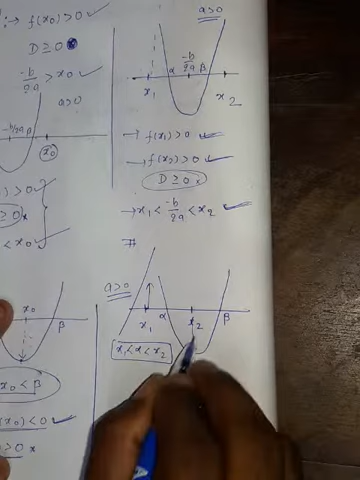 :→ f(x₀) > 0 ✓
D ≥ 0
-b/2a > x₀ ✓
a > 0
-b/2a β
x₀
) > 0 ✓
≥ 0 x
< x₀
x₀
β
x₀ < β
(x₀) < 0 ✓
> 0 x
a > 0
x₁ α -b/2a β x₂
→ f(x₁) > 0 ✓
→ f(x₂) > 0 ✓
D ≥ 0 x
→ x₁ < -b/2a < x₂ ✓
#
a > 0
x₁ α x₂ β
x₁ < α < x₂